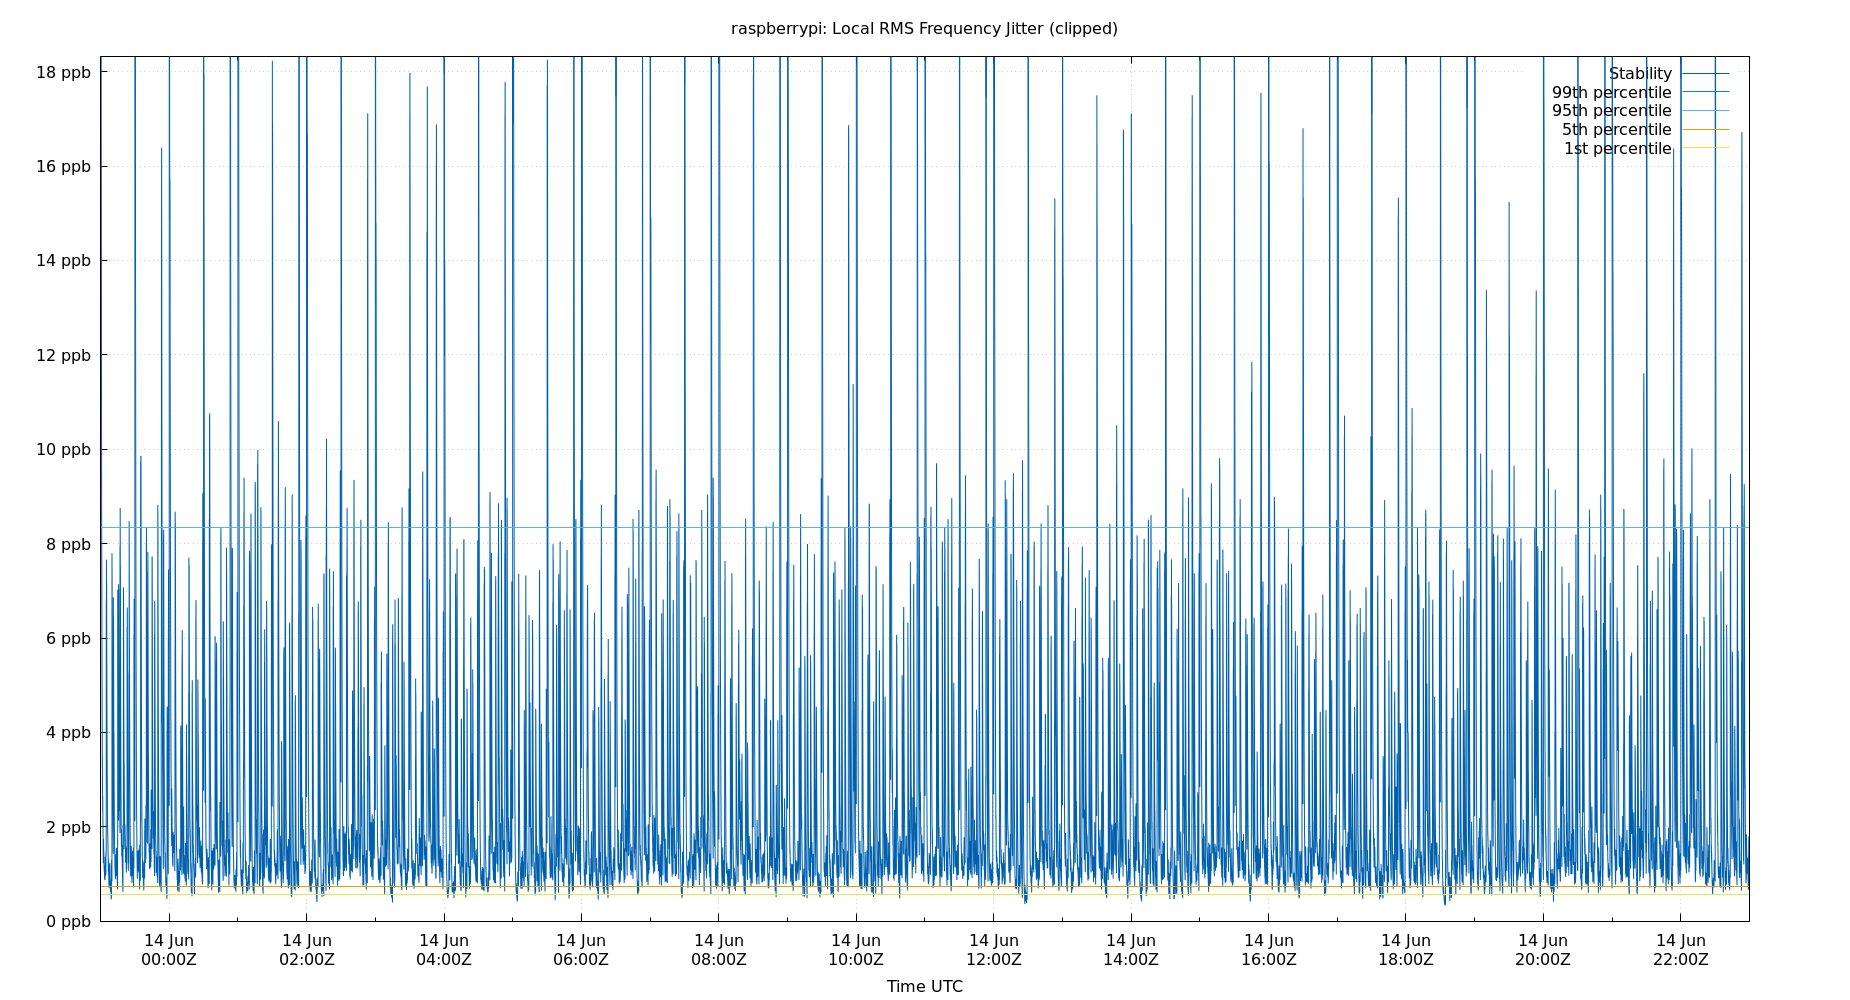 raspberrypi: Local RMS Frequency Jitter (clipped)
18 ppb
16 ppb
14 ppb
12 ppb
10 ppb
8 ppb
6 ppb
4 ppb
2 ppb
0 ppb
Stability
99th percentile
95th percentile
5th percentile
1st percentile
14 Jun 14 Jun 14 Jun 14 Jun 14 Jun 14 Jun 14 Jun 14 Jun 14 Jun 14 Jun 14 Jun 14 Jun
00:00Z 02:00Z 04:00Z 06:00Z 08:00Z 10:00Z 12:00Z 14:00Z 16:00Z 18:00Z 20:00Z 22:00Z
Time UTC